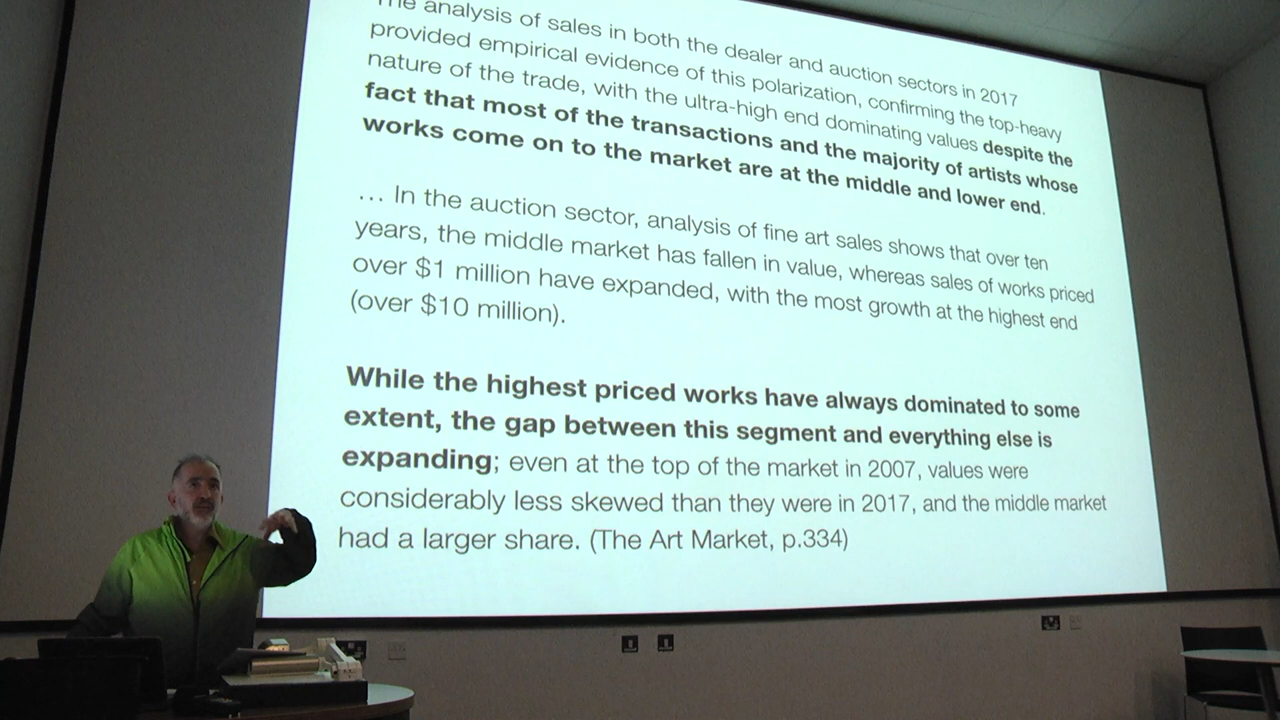 The analysis of sales in both the dealer and auction sectors in 2017
provided empirical evidence of this polarization, confirming the top-heavy
nature of the trade, with the ultra-high end dominating values despite the
fact that most of the transactions and the majority of artists whose
works come on to the market are at the middle and lower end.
… In the auction sector, analysis of fine art sales shows that over ten
years, the middle market has fallen in value, whereas sales of works priced
over $1 million have expanded, with the most growth at the highest end
(over $10 million).
While the highest priced works have always dominated to some
extent, the gap between this segment and everything else is
expanding; even at the top of the market in 2007, values were
considerably less skewed than they were in 2017, and the middle market
had a larger share. (The Art Market, p.334)